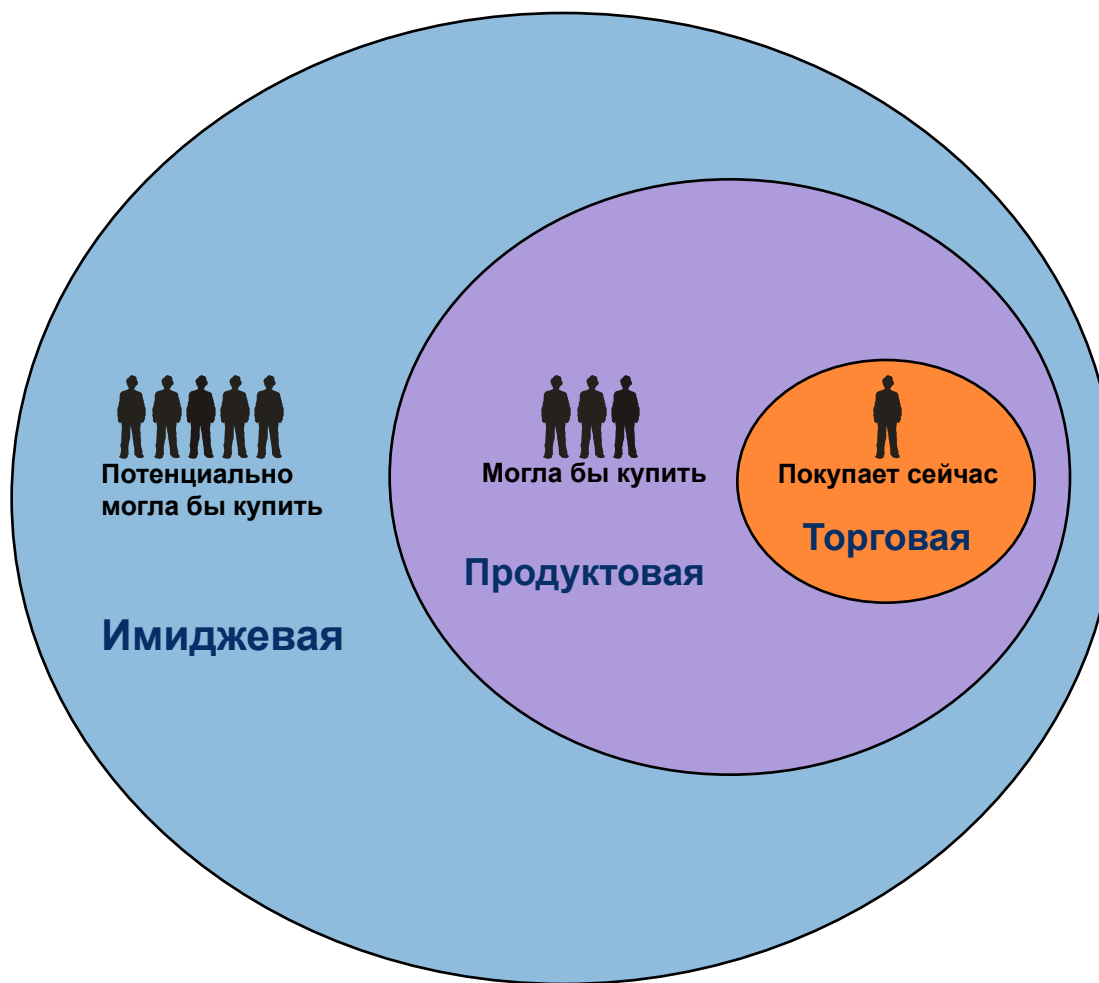 Потенциально
могла бы купить
Имиджевая
Могла бы купить
Продуктовая
Покупает сейчас
Торговая